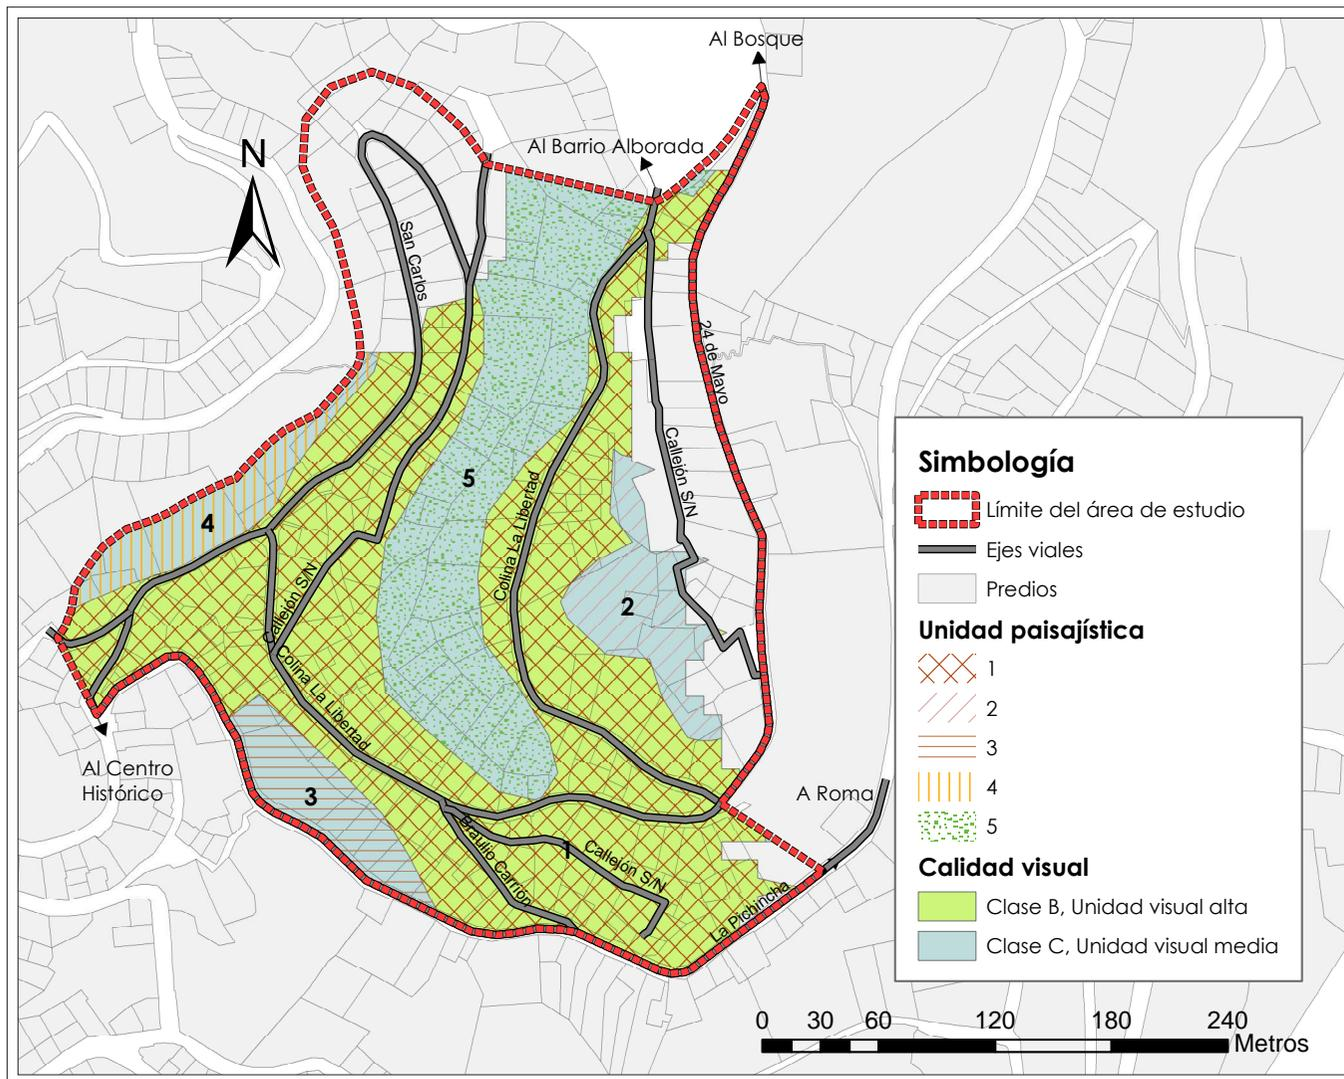 Al Bosque
Al Barrio Alborada
N
San Carlos
24 de Mayo
Callejón S/N
5
Colina La Libertad
4
2
Callejón S/N
Colina La Libertad
Al Centro
Histórico
3
A Roma
1
Braulio Carrión
Callejón S/N
La Pichincha
Simbología
Límite del área de estudio
Ejes viales
Predios
Unidad paisajística
1
2
3
4
5
Calidad visual
Clase B, Unidad visual alta
Clase C, Unidad visual media
0 30 60 120 180 240
Metros